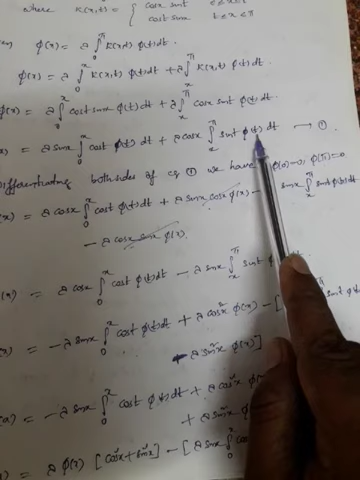 cosx sint 0≤x≤t
where K(x,t) = { cost sinx t≤x≤π
ϕ(x) = λ∫₀^π K(x,t) ϕ(t)dt.
ϕ(x) = λ∫₀^x K(x,t) ϕ(t)dt + λ∫ₓ^π K(x,t) ϕ(t)dt.
ϕ(x) = λ∫₀^x cost sinx ϕ(t)dt + λ∫ₓ^π cosx sint ϕ(t)dt.
= λ sinx ∫₀^x cost ϕ(t) dt + λ cosx ∫ₓ^π sint ϕ(t) dt → ①.
Differentiating both sides of eq ① we have ϕ(π)=0
(x) = λ cosx ∫₀^x cost ϕ(t)dt + λ sinx cosx ϕ(x) − sinx ∫ₓ^π sint ϕ(t)dt
− λ cosx sinx ϕ(x).
(x) = λ cosx ∫₀^x cost ϕ(t)dt − λ sinx ∫ₓ^π sint
= −λ sinx ∫₀^x cost ϕ(t)dt + λ cos²x ϕ(x) − [
+ λ sin²x ϕ(x)]
(x) = −λ sinx ∫₀^x cost ϕ(t)dt + λ cos²x
+ λ sin²x
= λ ϕ(x) [cos²x + sin²x] − [λ sinx ∫₀^x cost